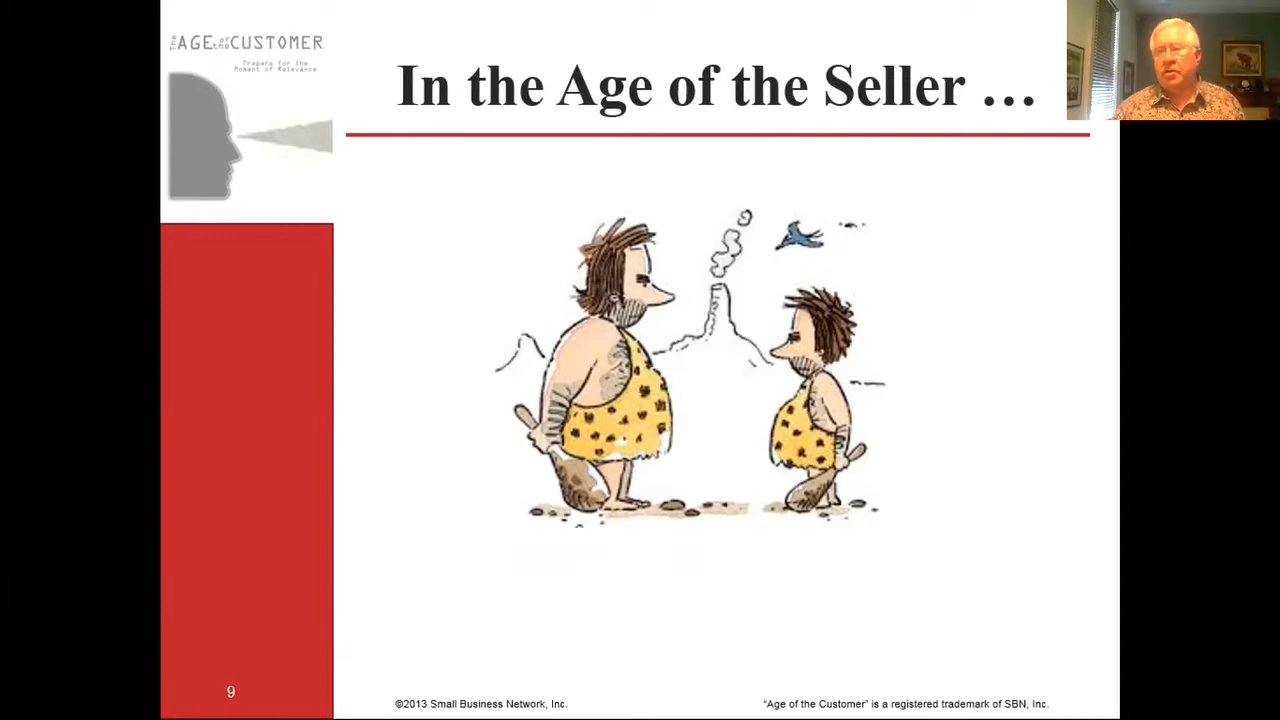 The AGE of the CUSTOMER
Prepare for the
Moment of Relevance
In the Age of the Seller …
9
©2013 Small Business Network, Inc.
“Age of the Customer” is a registered trademark of SBN, Inc.